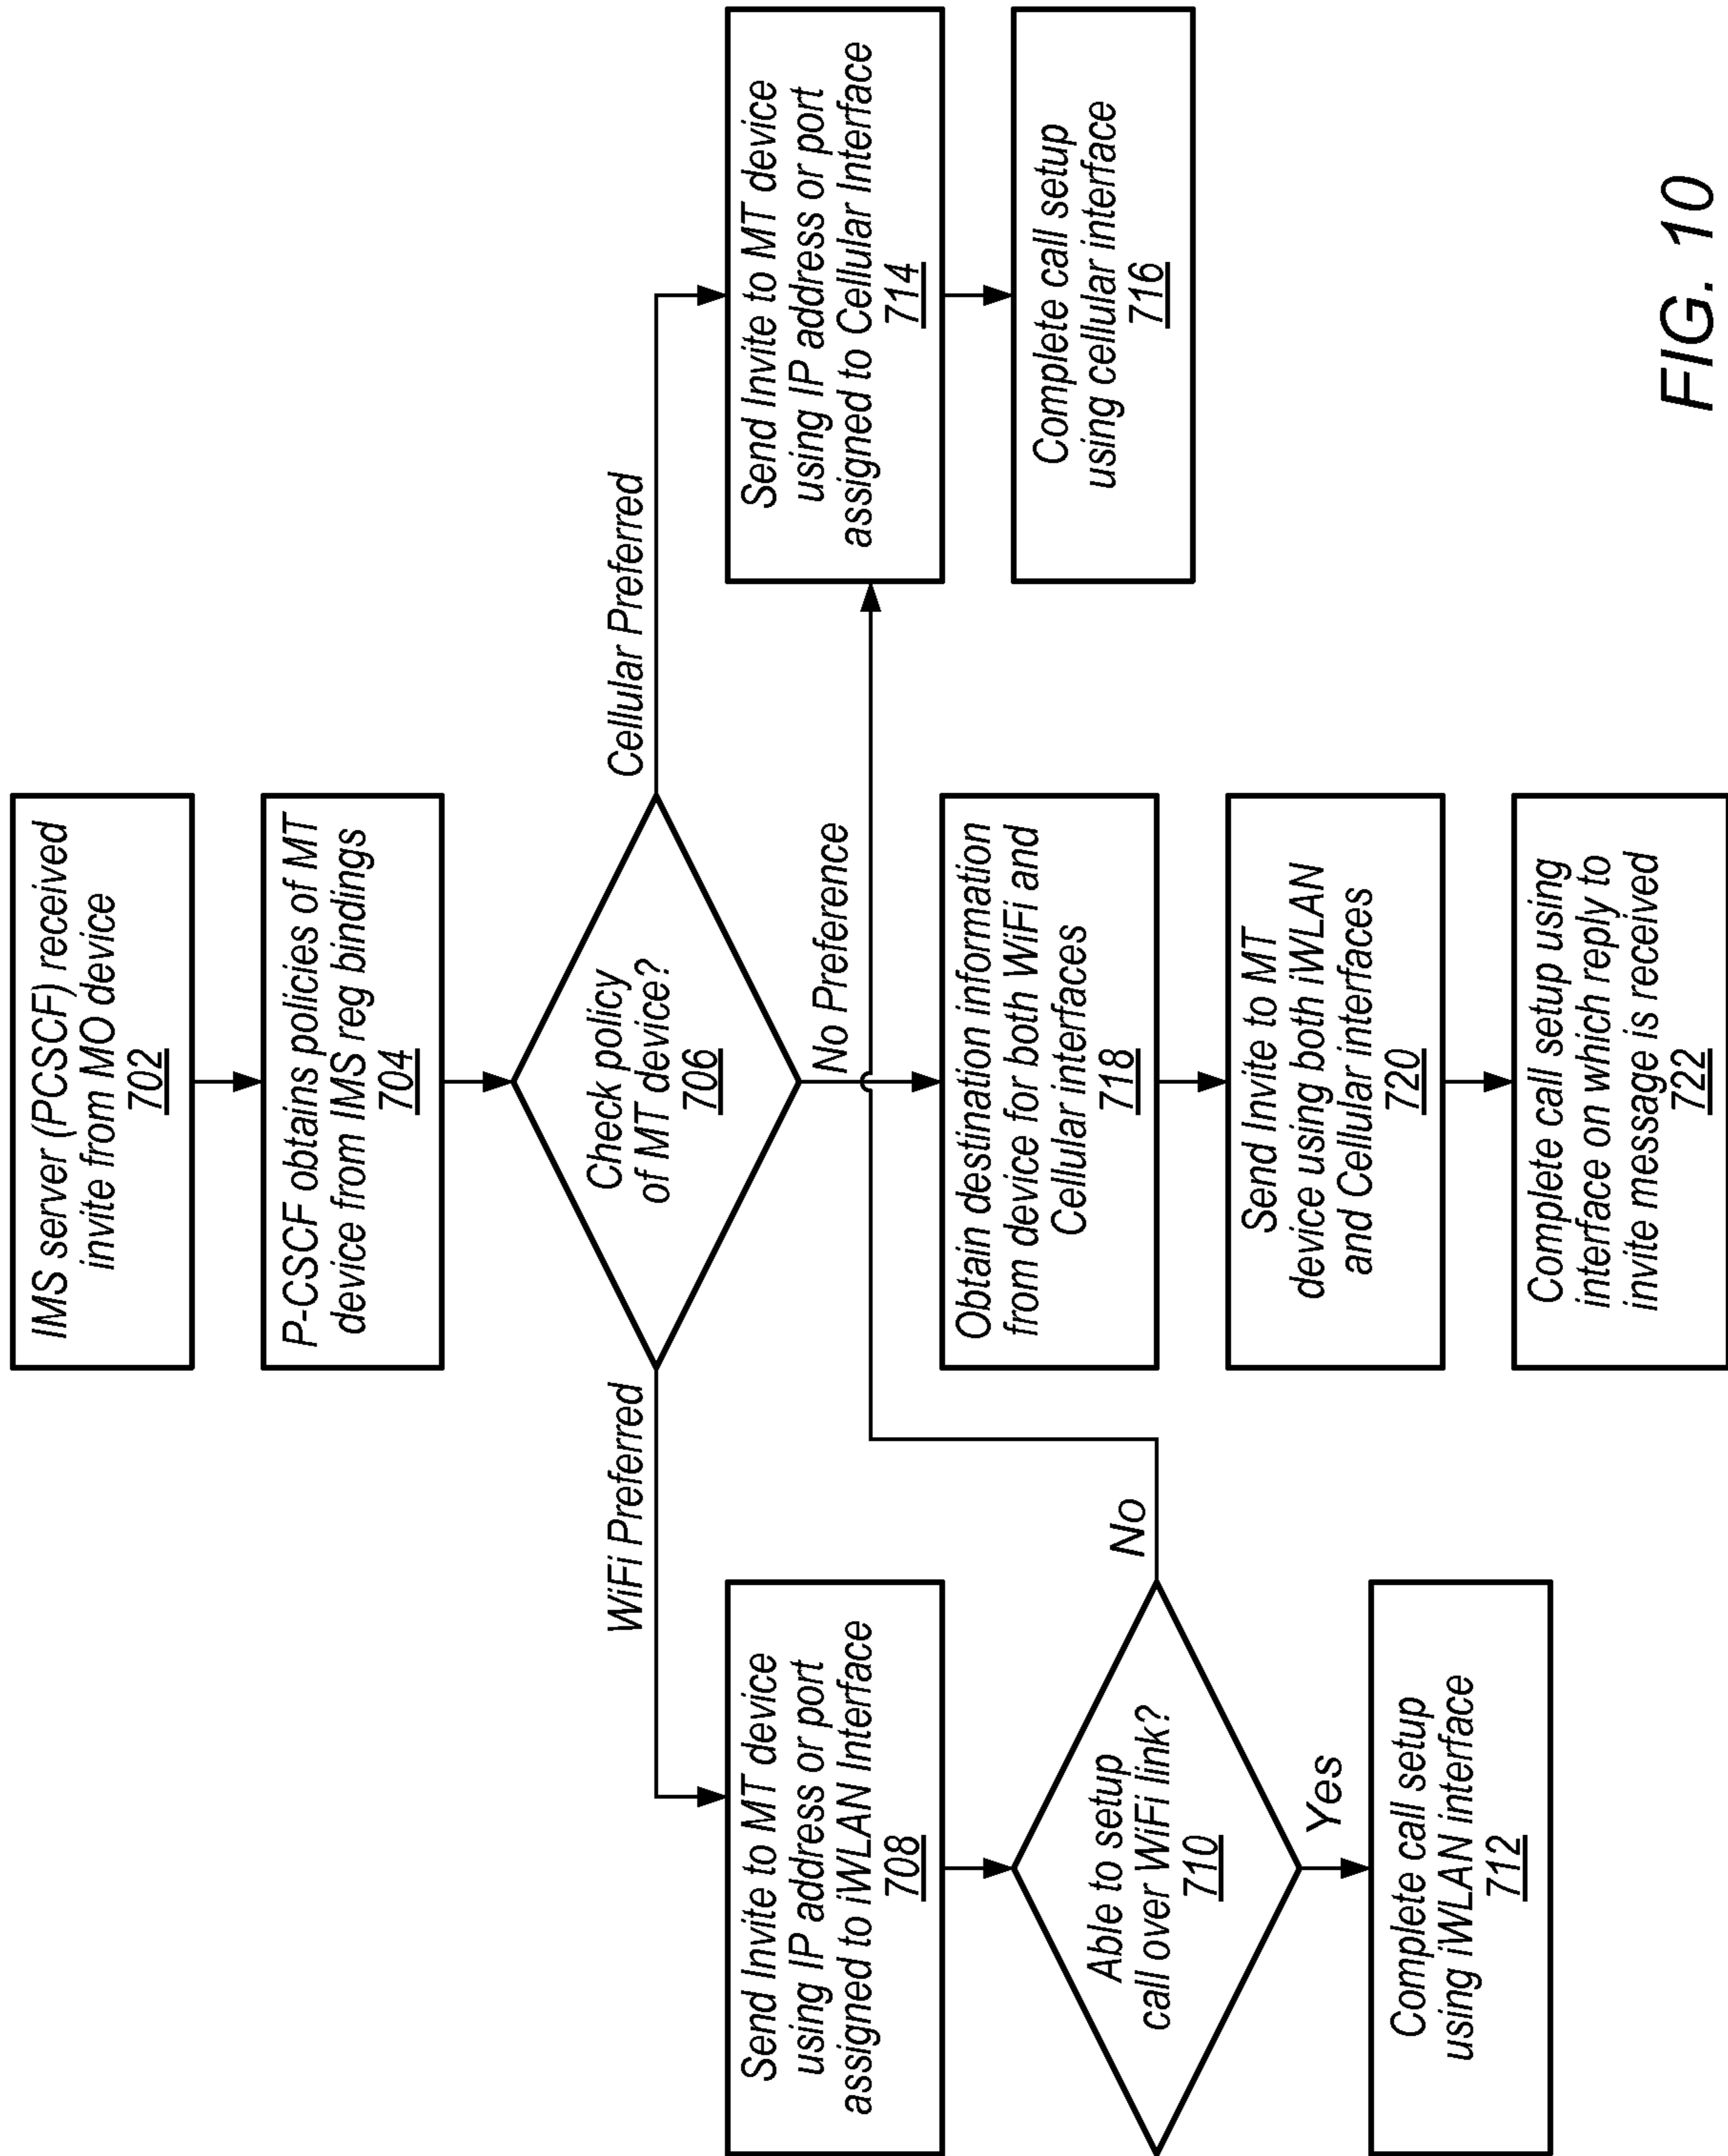 IMS server (PCSCF) received
invite from MO device
702
P-CSCF obtains policies of MT
device from IMS reg bindings
704
Check policy
of MT device?
706
WiFi Preferred
Cellular Preferred
No Preference
Send Invite to MT device
using IP address or port
assigned to iWLAN Interface
708
Able to setup
call over WiFi link?
710
No
Yes
Complete call setup
using iWLAN interface
712
Send Invite to MT device
using IP address or port
assigned to Cellular Interface
714
Complete call setup
using cellular interface
716
Obtain destination information
from device for both WiFi and
Cellular interfaces
718
Send Invite to MT
device using both iWLAN
and Cellular interfaces
720
Complete call setup using
interface on which reply to
invite message is received
722
FIG. 10